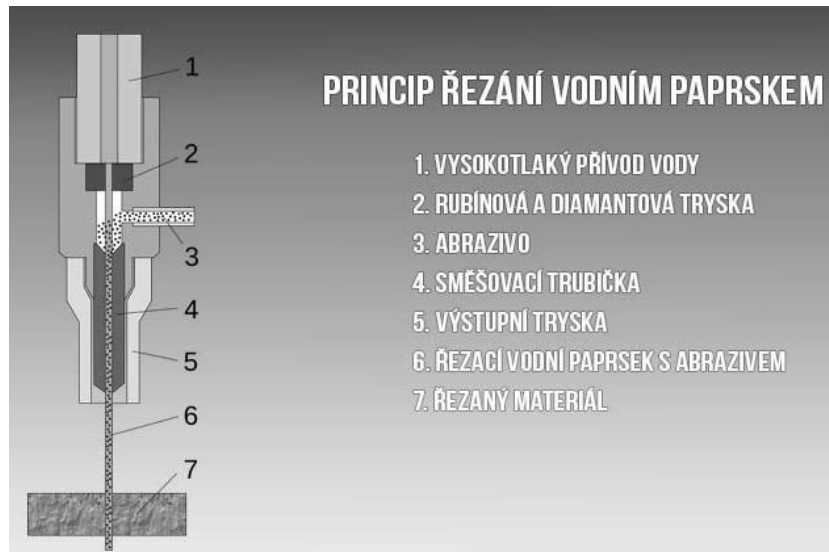 PRINCIP ŘEZÁNÍ VODNÍM PAPRSKEM
1. VYSOKOTLAKÝ PŘÍVOD VODY
2. RUBÍNOVÁ A DIAMANTOVÁ TRYSKA
3. ABRAZIVO
4. SMĚŠOVACÍ TRUBIČKA
5. VÝSTUPNÍ TRYSKA
6. ŘEZACÍ VODNÍ PAPRSEK S ABRAZIVEM
7. ŘEZANÝ MATERIÁL
1
2
3
4
5
6
7